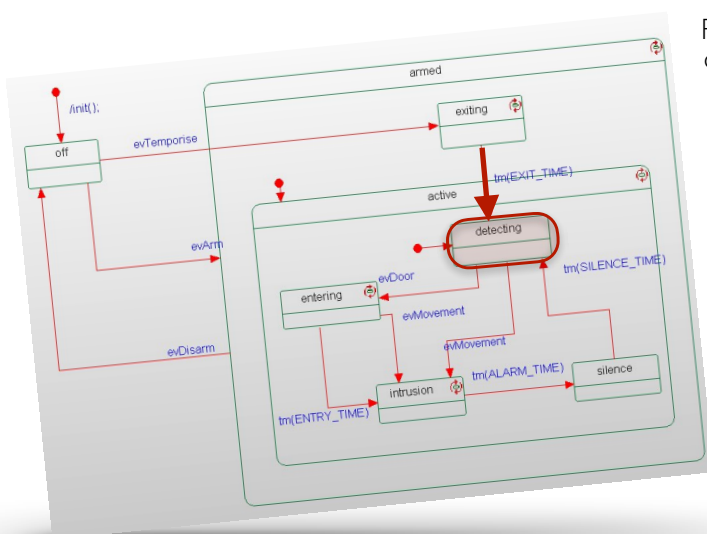 armed
/init();
exiting
evTemporise
off
tm(EXIT_TIME)
active
detecting
evArm
evDoor
tm(SILENCE_TIME)
entering
evMovement
evDisarm
evMovement
tm(ALARM_TIME)
silence
intrusion
tm(ENTRY_TIME)